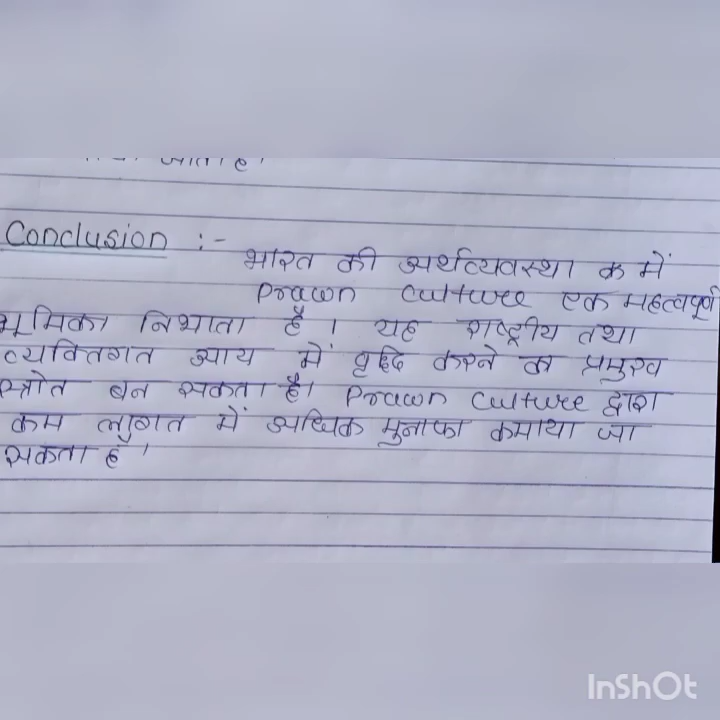 जाता है।
Conclusion :-
भारत की अर्थव्यवस्था क में
Prawn culture एक महत्वपूर्ण
भूमिका निभाता है। यह राष्ट्रीय तथा
व्यक्तिगत आय में वृद्दि करने का प्रमुख
स्त्रोत बन सकता है। Prawn culture द्वारा
कम लागत में अधिक मुनाफा कमाया जा
सकता है।
InShOt